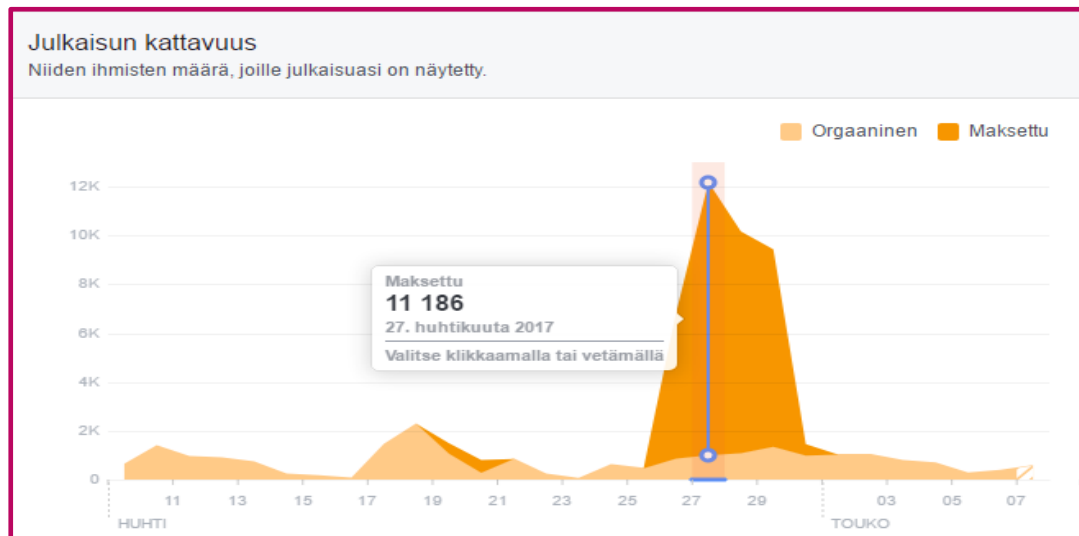 Julkaisun kattavuus
Niiden ihmisten määrä, joille julkaisuasi on näytetty.
Orgaaninen Maksettu
12K
10K
8K
6K
4K
2K
0
Maksettu
11 186
27. huhtikuuta 2017
Valitse klikkaamalla tai vetämällä
11 13 15 17 19 21 23 25 27 29 03 05 07
HUHTI TOUKO